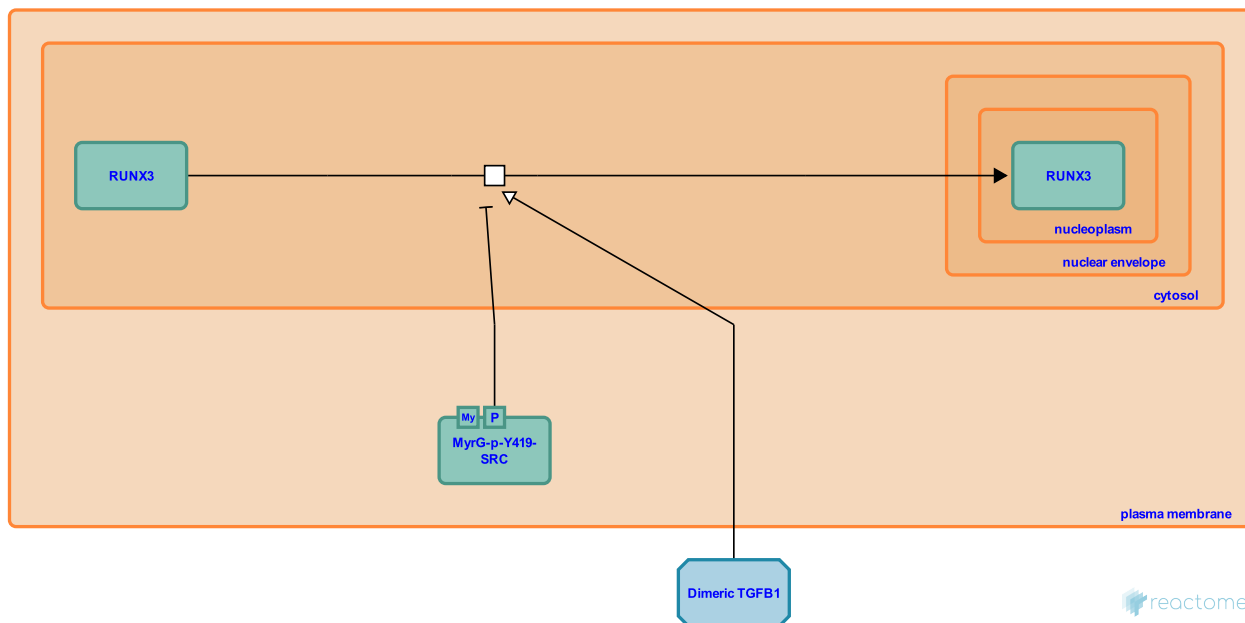 RUNX3
RUNX3
nucleoplasm
nuclear envelope
cytosol
My
P
MyrG-p-Y419-
SRC
plasma membrane
Dimeric TGFB1
reactome